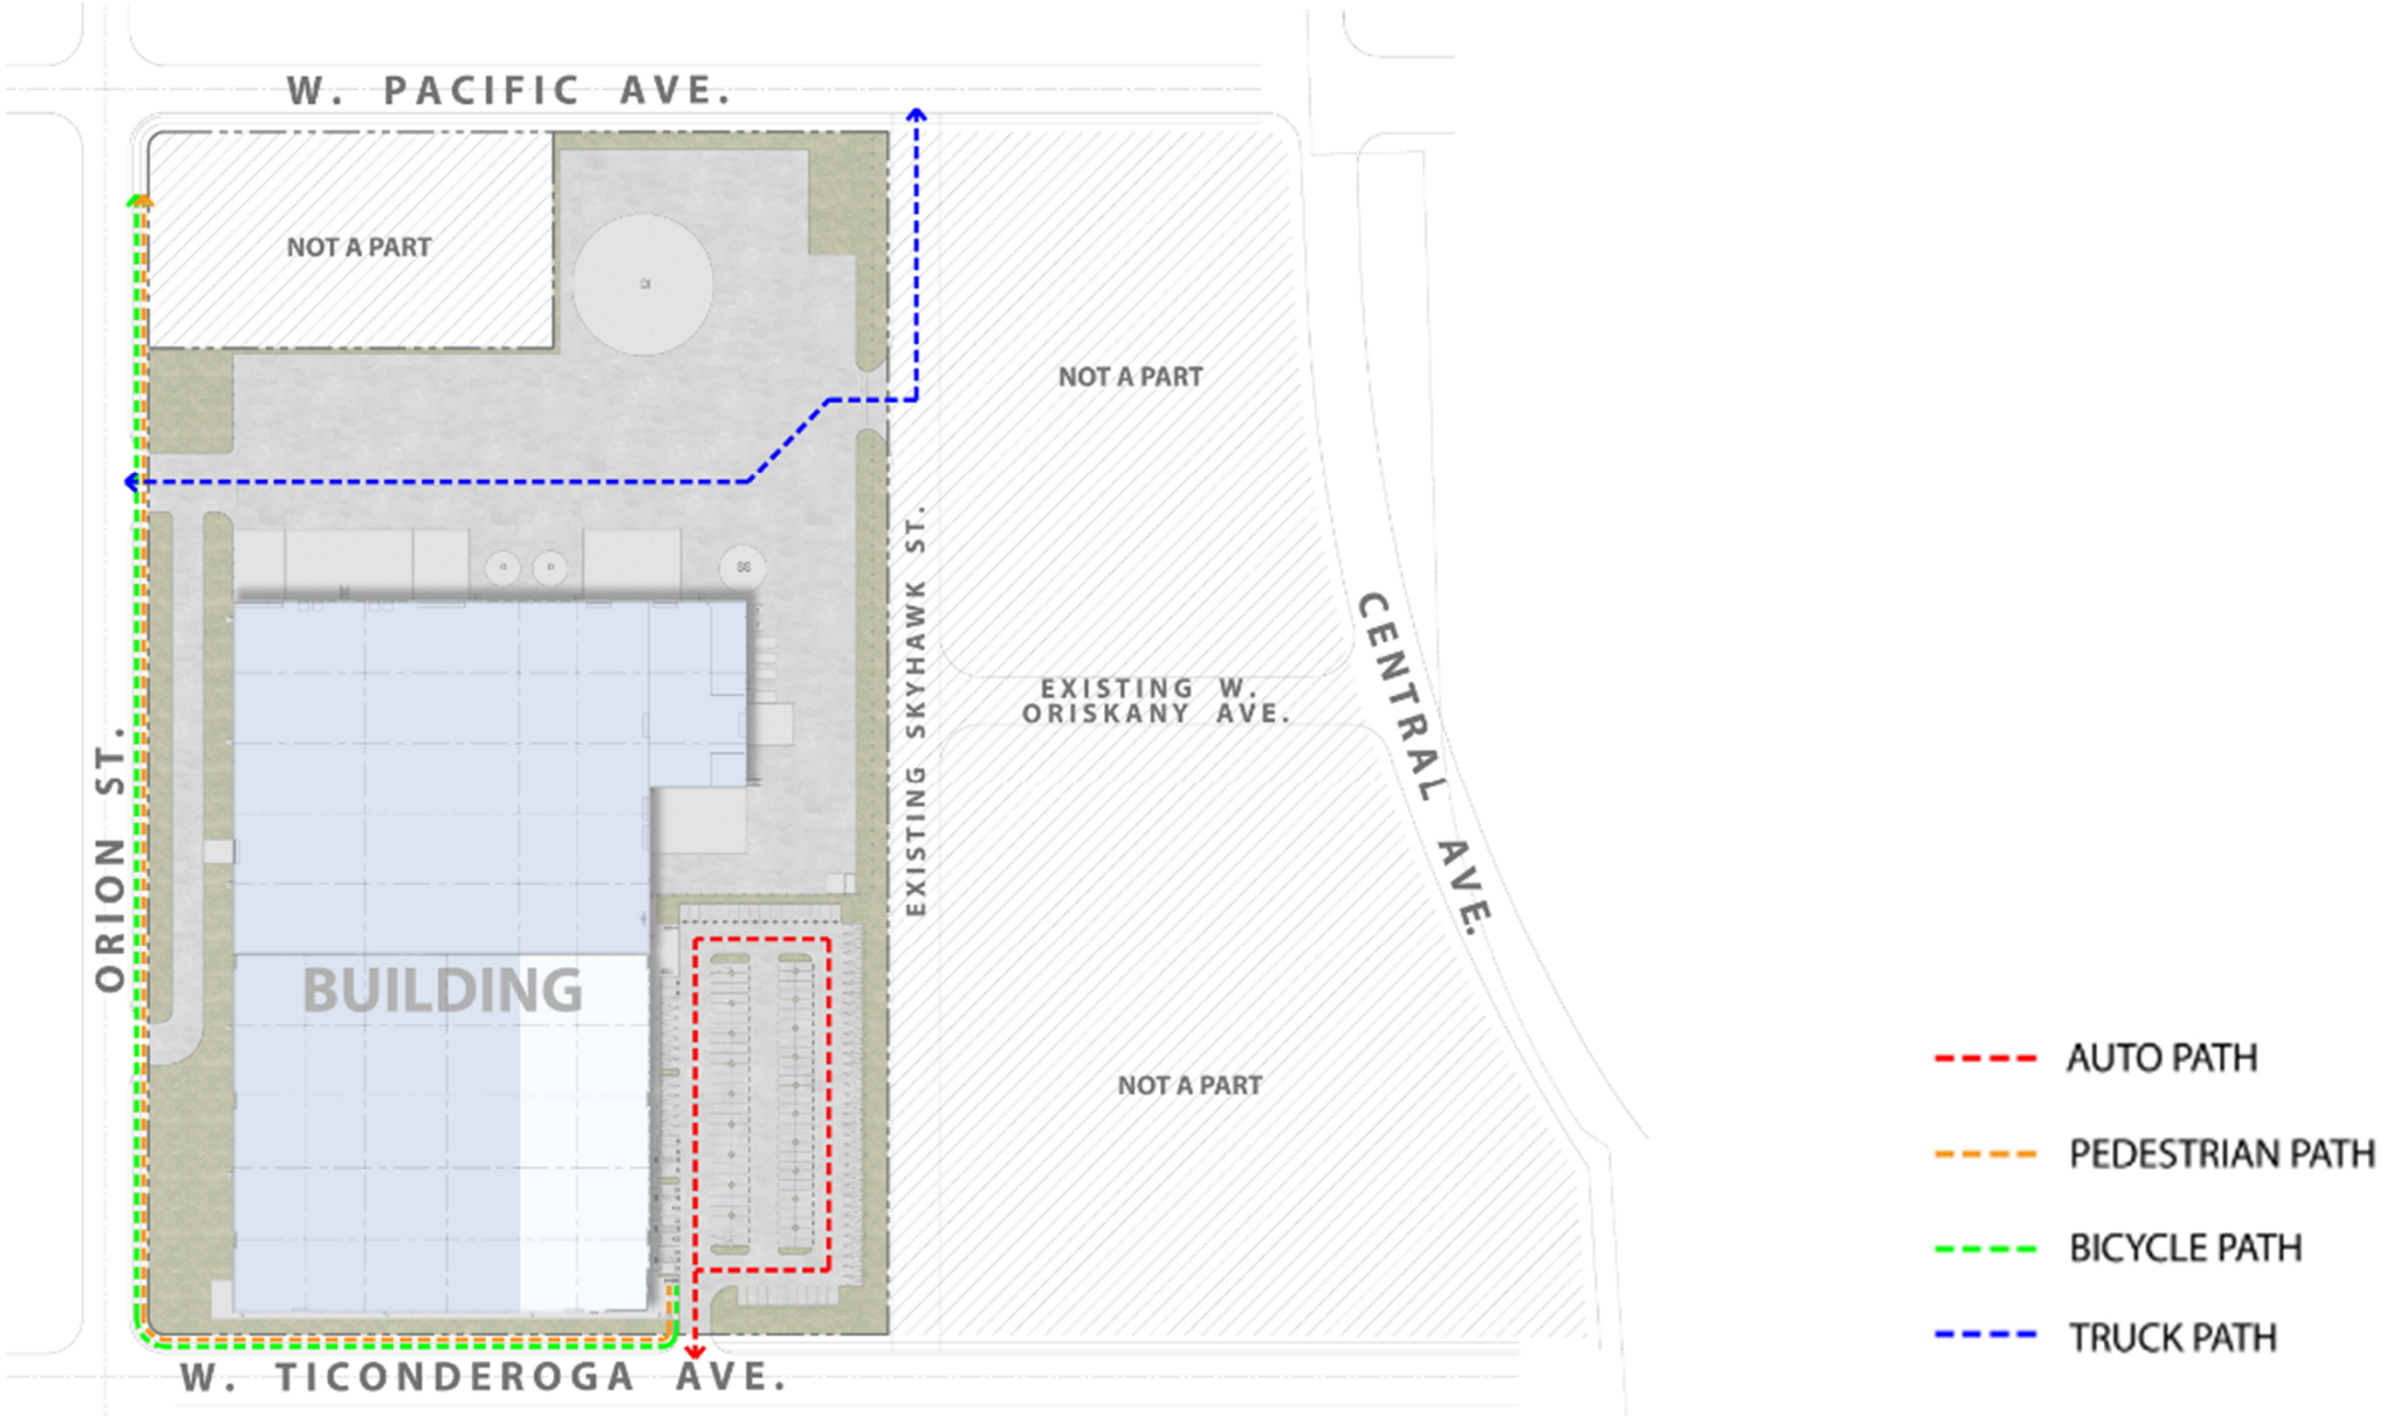 W. PACIFIC AVE.
NOT A PART
NOT A PART
EXISTING SKYHAWK ST.
SS
EXISTING W.
ORISKANY AVE.
CENTRAL AVE.
ORION ST.
BUILDING
NOT A PART
W. TICONDEROGA AVE.
AUTO PATH
PEDESTRIAN PATH
BICYCLE PATH
TRUCK PATH